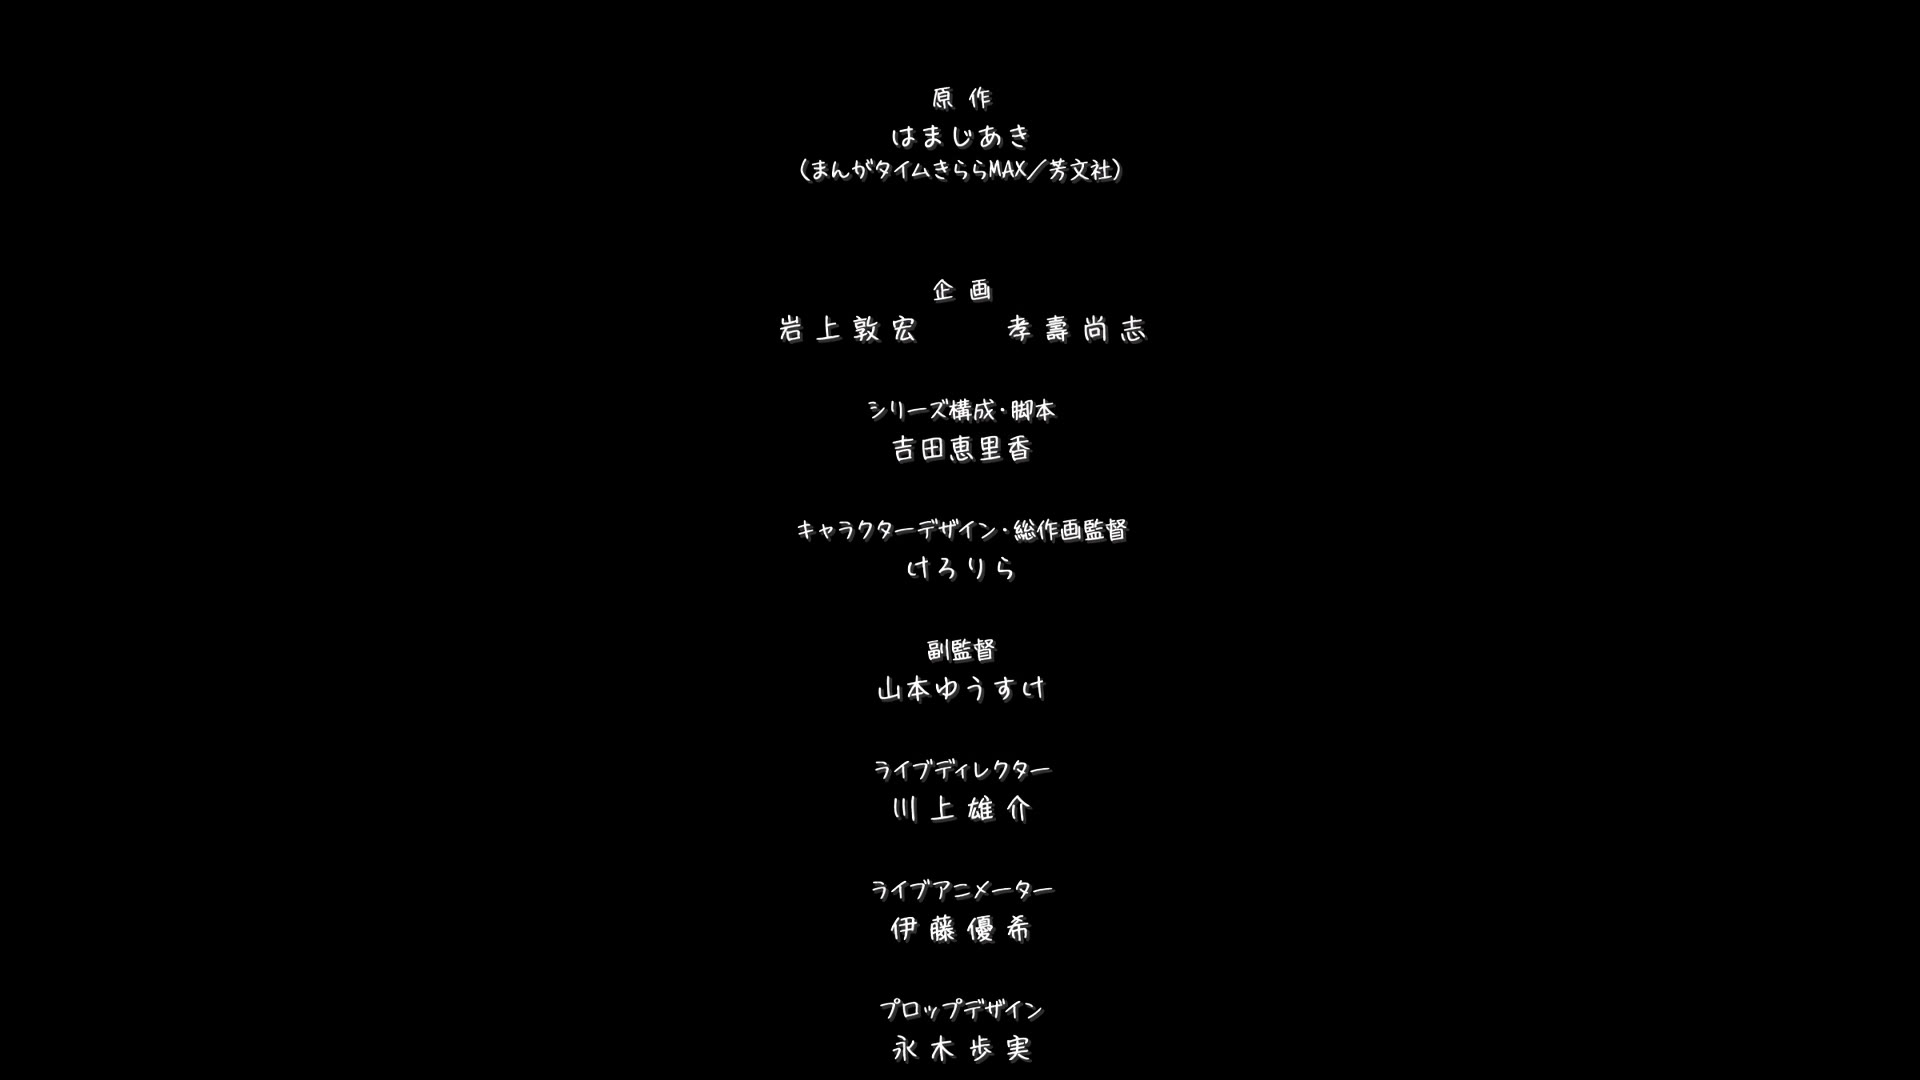 原 作
はまじあき
（まんがタイムきららMAX／芳文社）
企 画
岩 上 敦 宏　　孝 壽 尚 志
シリーズ構成・脚本
吉田恵里香
キャラクターデザイン・総作画監督
けろりら
副監督
山本ゆうすけ
ライブディレクター
川 上 雄 介
ライブアニメーター
伊 藤 優 希
プロップデザイン
永 木 歩 実